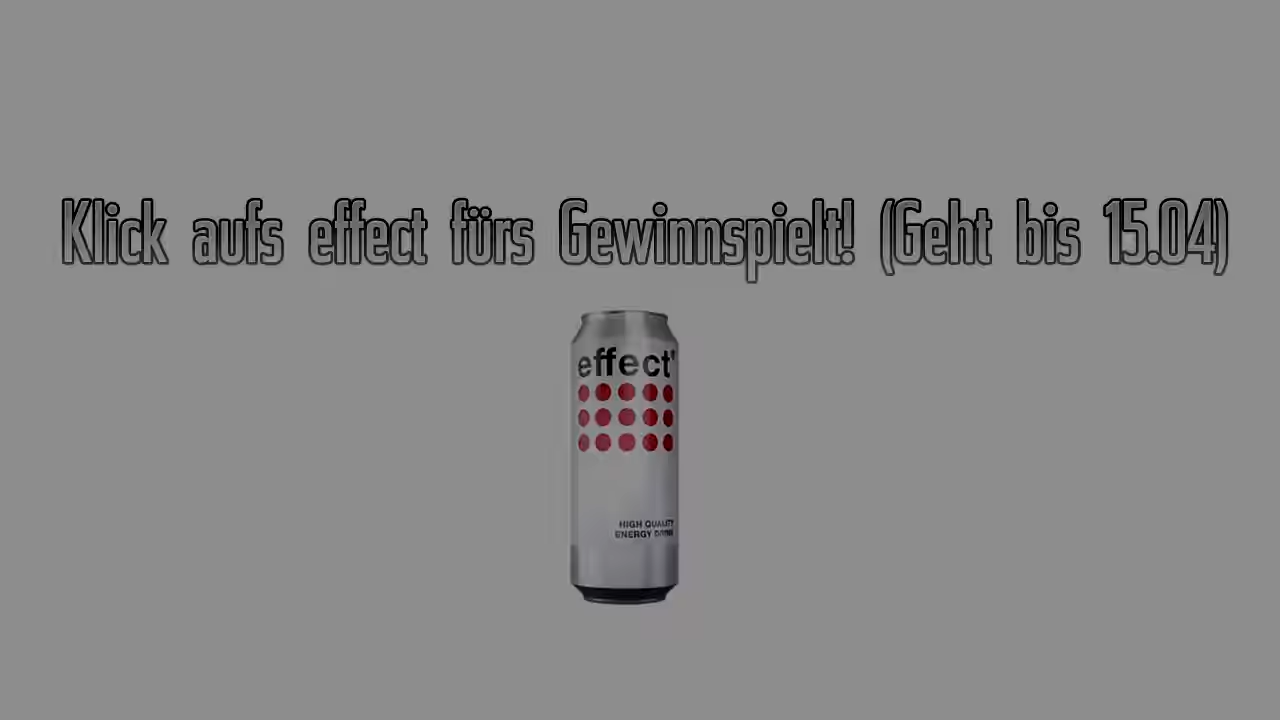 Klick aufs effect fürs Gewinnspielt! (Geht bis 15.04)
effect®
HIGH QUALITY
ENERGY DRINK